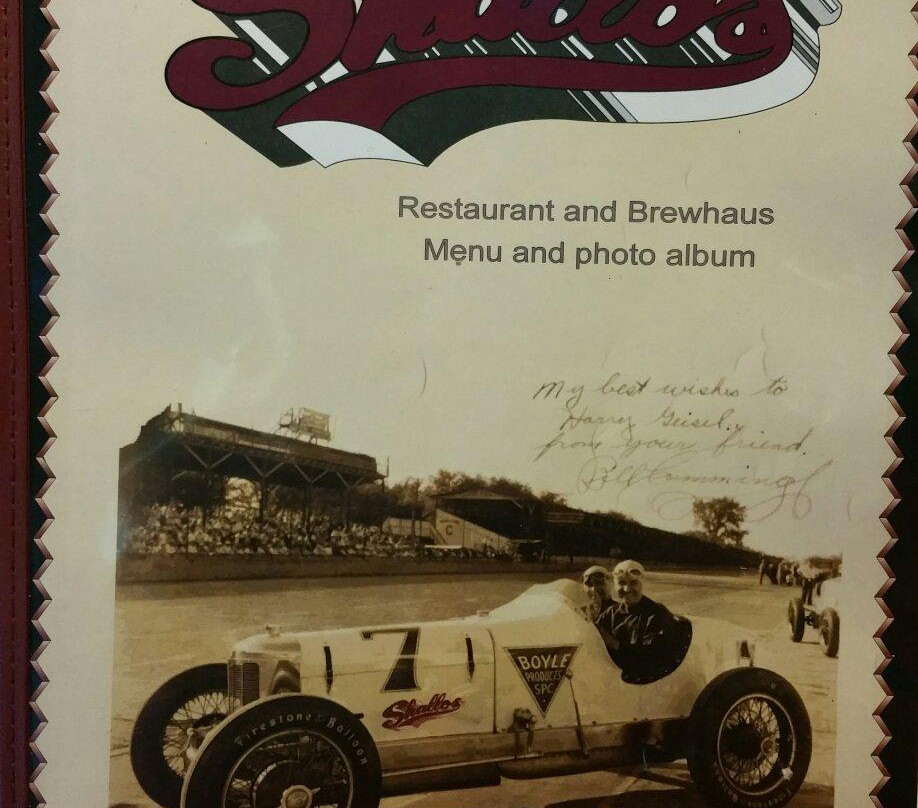 Shallo's
Restaurant and Brewhaus
Menu and photo album
My best wishes to
Harry Geisel.
from your friend.
Bill Cummings
C
7
BOYLE
PRODUCTS
SPC
Shallos
Firestone Balloon